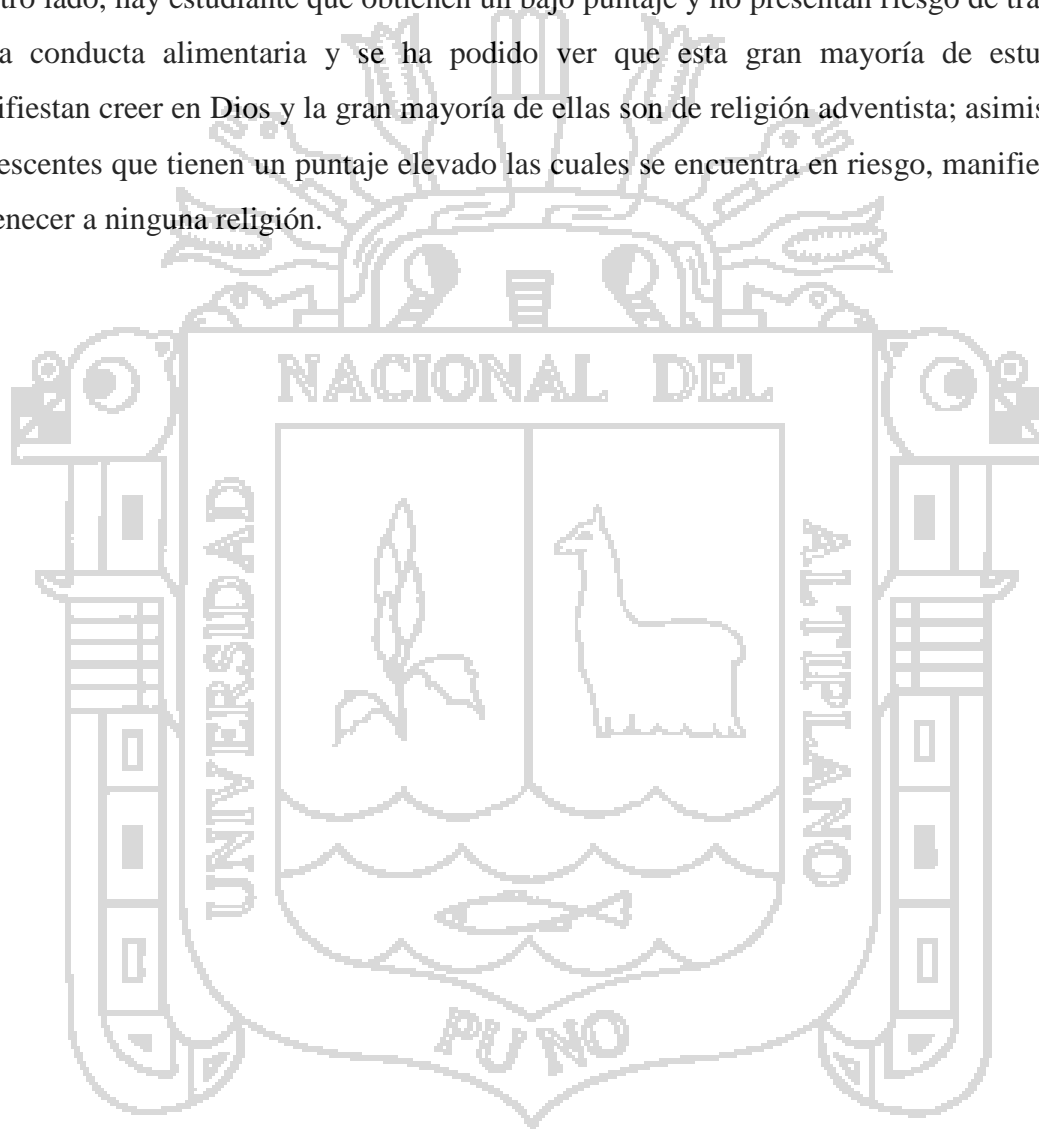 tro lado, hay estudiante que obtienen un bajo puntaje y no presentan riesgo de tra
a conducta alimentaria y se ha podido ver que esta gran mayoría de estu
ifiestan creer en Dios y la gran mayoría de ellas son de religión adventista; asimis
escentes que tienen un puntaje elevado las cuales se encuentra en riesgo, manifie
enecer a ninguna religión.
NACIONAL DEL
UNIVERSIDAD
ALTIPLANO
PUNO